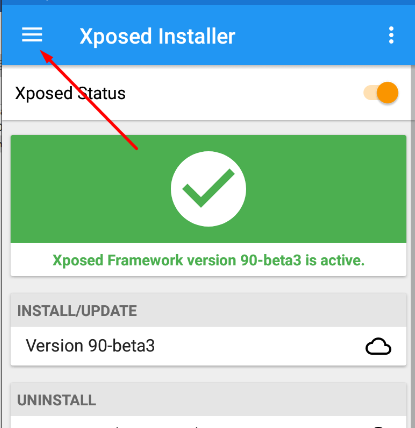 Xposed Installer
Xposed Status
Xposed Framework version 90-beta3 is active.
INSTALL/UPDATE
Version 90-beta3
UNINSTALL